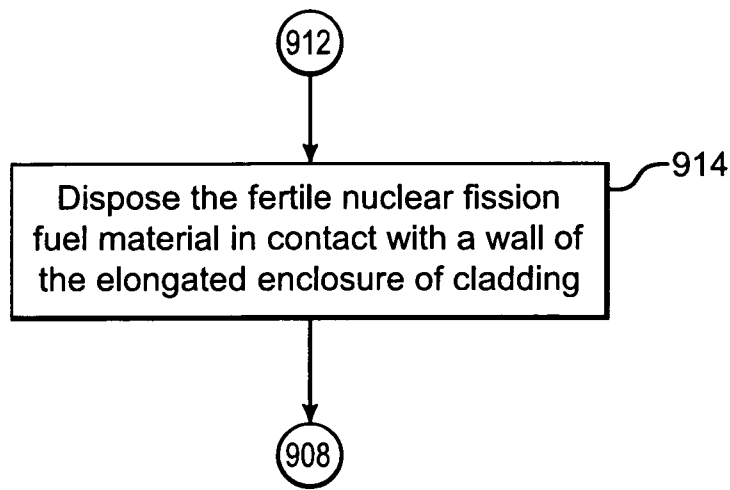 912
914
Dispose the fertile nuclear fission
fuel material in contact with a wall of
the elongated enclosure of cladding
908